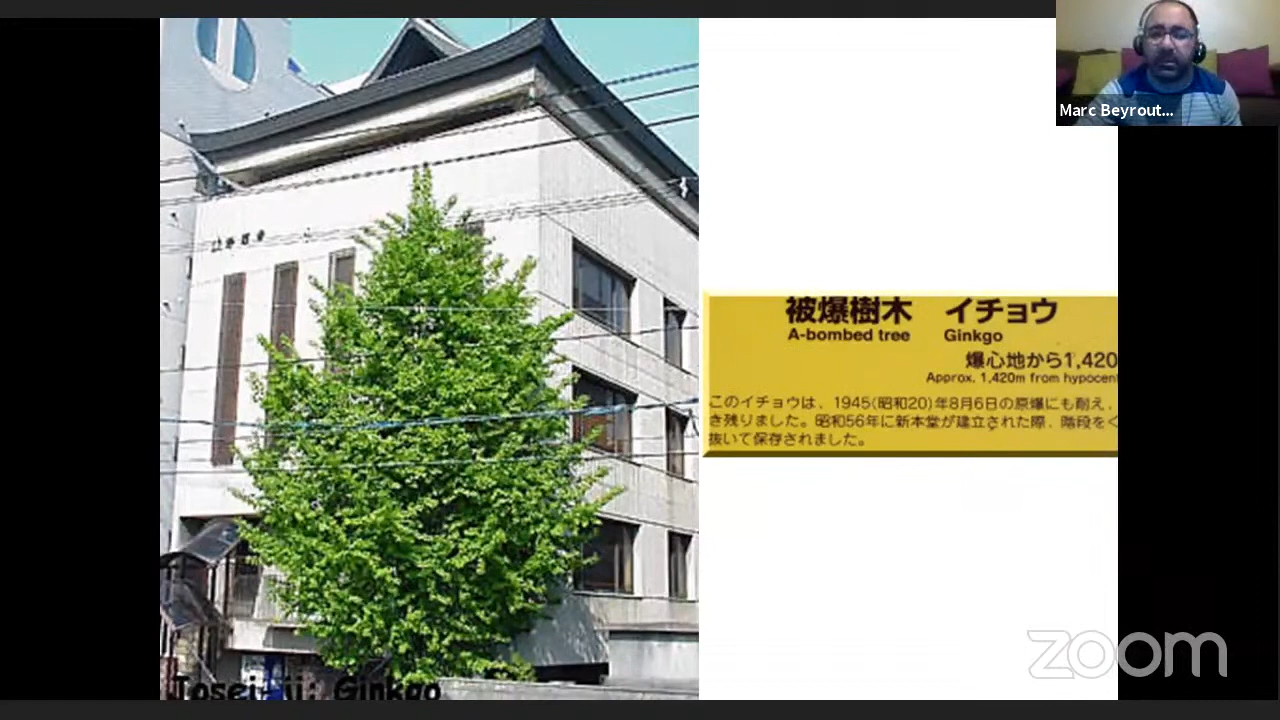 Marc Beyrout...
被爆樹木 イチョウ
A-bombed tree Ginkgo
爆心地から1,420
Approx. 1,420m from hypocen
このイチョウは、1945(昭和20)年8月6日の原爆にも耐え、
き残りました。昭和56年に新本堂が建立された際、階段をく
抜いて保存されました。
zoom
Josei-ji: Ginkgo